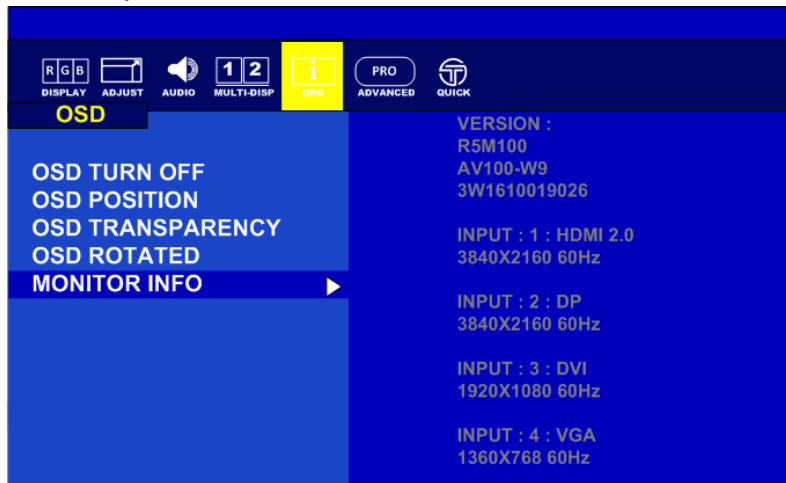 R G B
DISPLAY
ADJUST
AUDIO
1 2
MULTI-DISP
i
OSD
PRO
ADVANCED
QUICK
OSD
OSD TURN OFF
OSD POSITION
OSD TRANSPARENCY
OSD ROTATED
MONITOR INFO
VERSION :
R5M100
AV100-W9
3W1610019026
INPUT : 1 : HDMI 2.0
3840X2160 60Hz
INPUT : 2 : DP
3840X2160 60Hz
INPUT : 3 : DVI
1920X1080 60Hz
INPUT : 4 : VGA
1360X768 60Hz